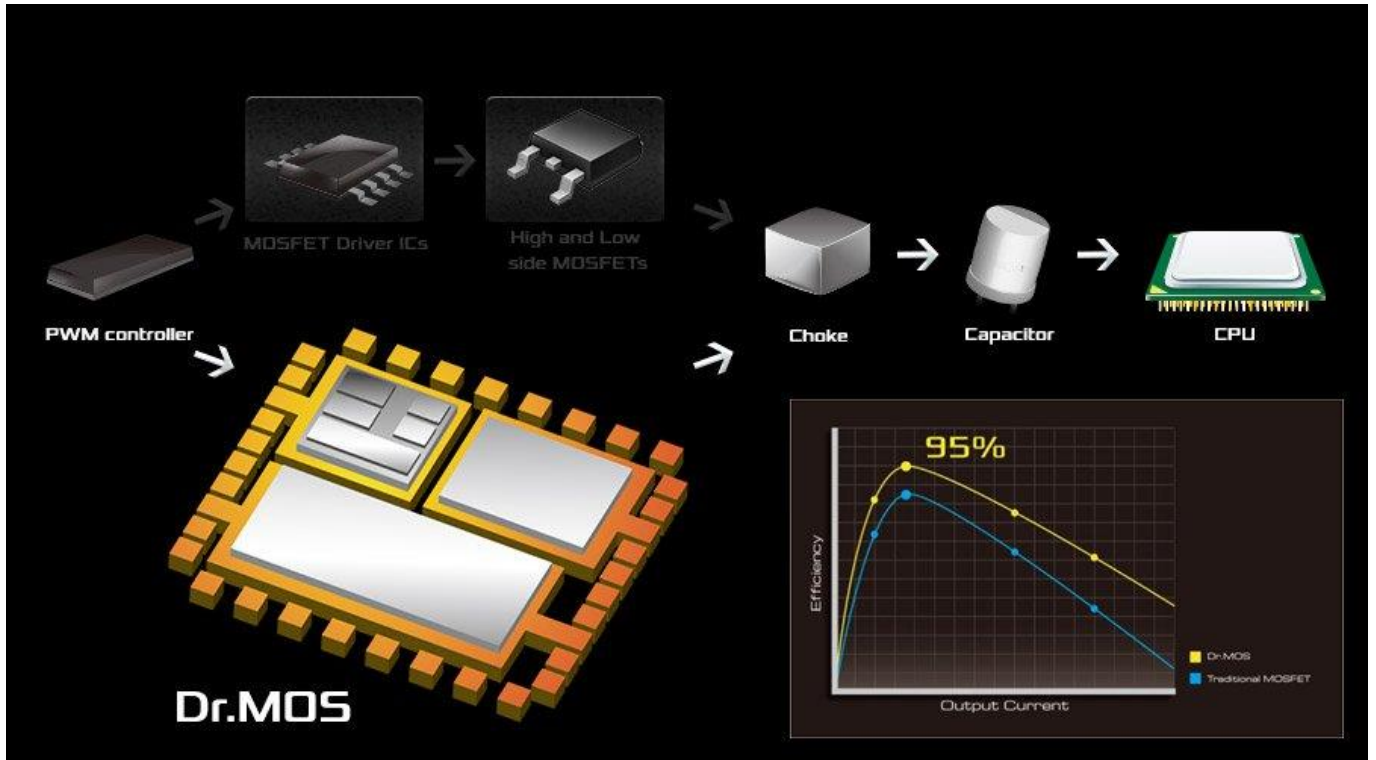 MOSFET Driver ICs
High and Low
side MOSFETs
PWM controller
Choke
Capacitor
CPU
Dr.MOS
95%
Efficiency
Output Current
Dr.MOS
Traditional MOSFET